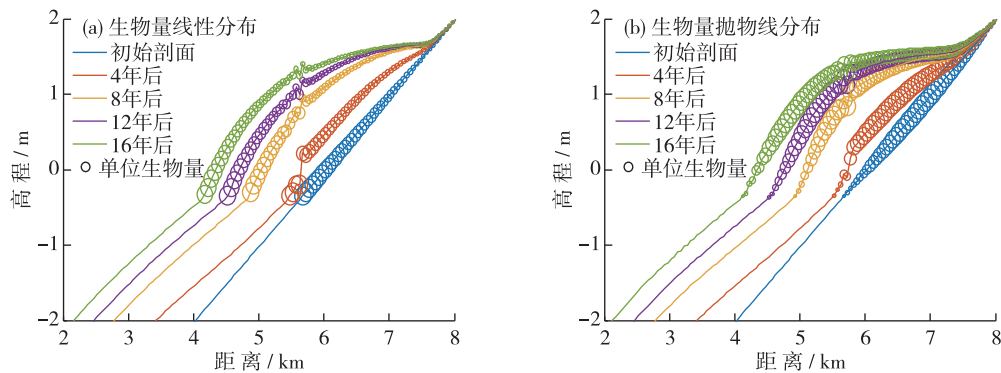 (a) 生物量线性分布
初始剖面
4年后
8年后
12年后
16年后
单位生物量
高程 / m
2
1
0
−1
−2
2 3 4 5 6 7 8
距离 / km
(b) 生物量抛物线分布
初始剖面
4年后
8年后
12年后
16年后
单位生物量
高程 / m
2
1
0
−1
−2
2 3 4 5 6 7 8
距离 / km